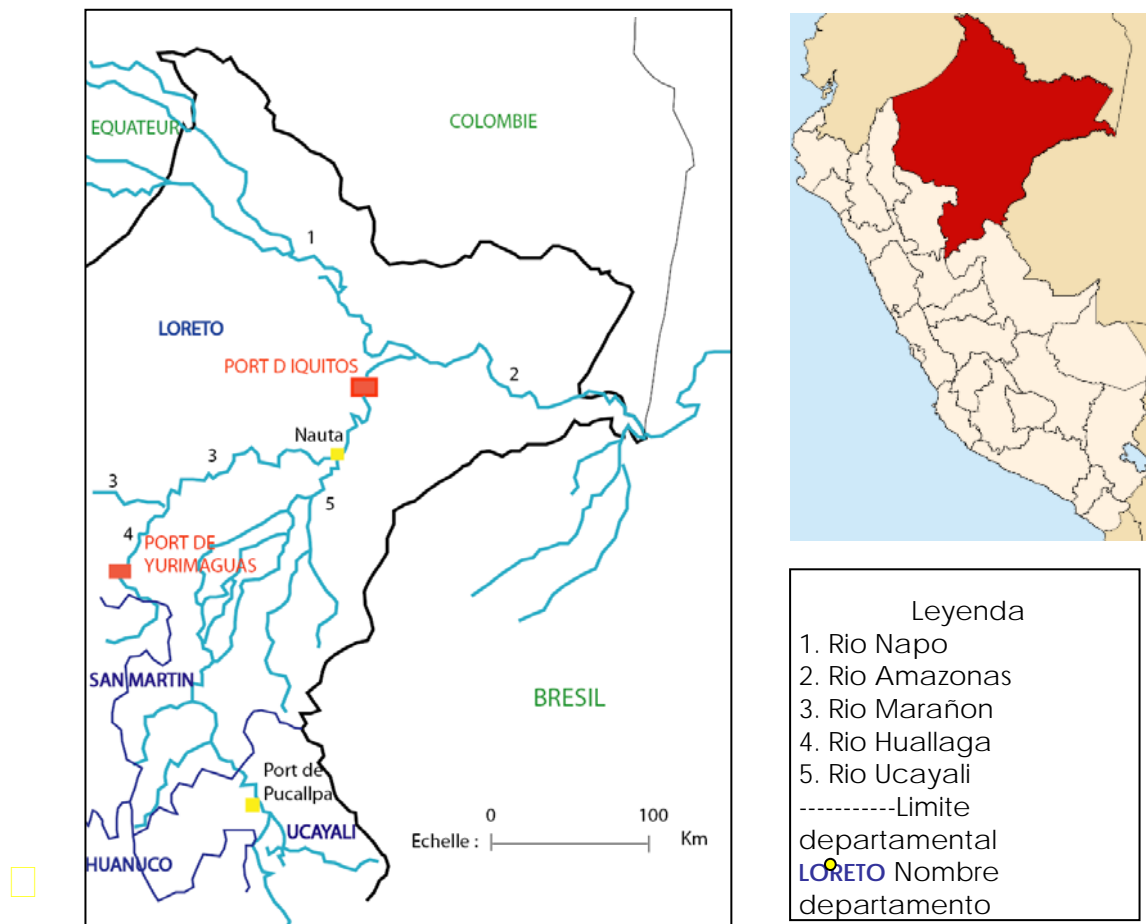 EQUATEUR
COLOMBIE
1
LORETO
PORT D IQUITOS
2
Nauta
3
3
5
4
PORT DE
YURIMAGUAS
SAN MARTIN
BRESIL
Port de
Pucallpa
UCAYALI
HUANUCO
0
100
Echelle :
Km
Leyenda
1. Rio Napo
2. Rio Amazonas
3. Rio Marañon
4. Rio Huallaga
5. Rio Ucayali
-----------Limite
departamental
LORETO Nombre
departamento